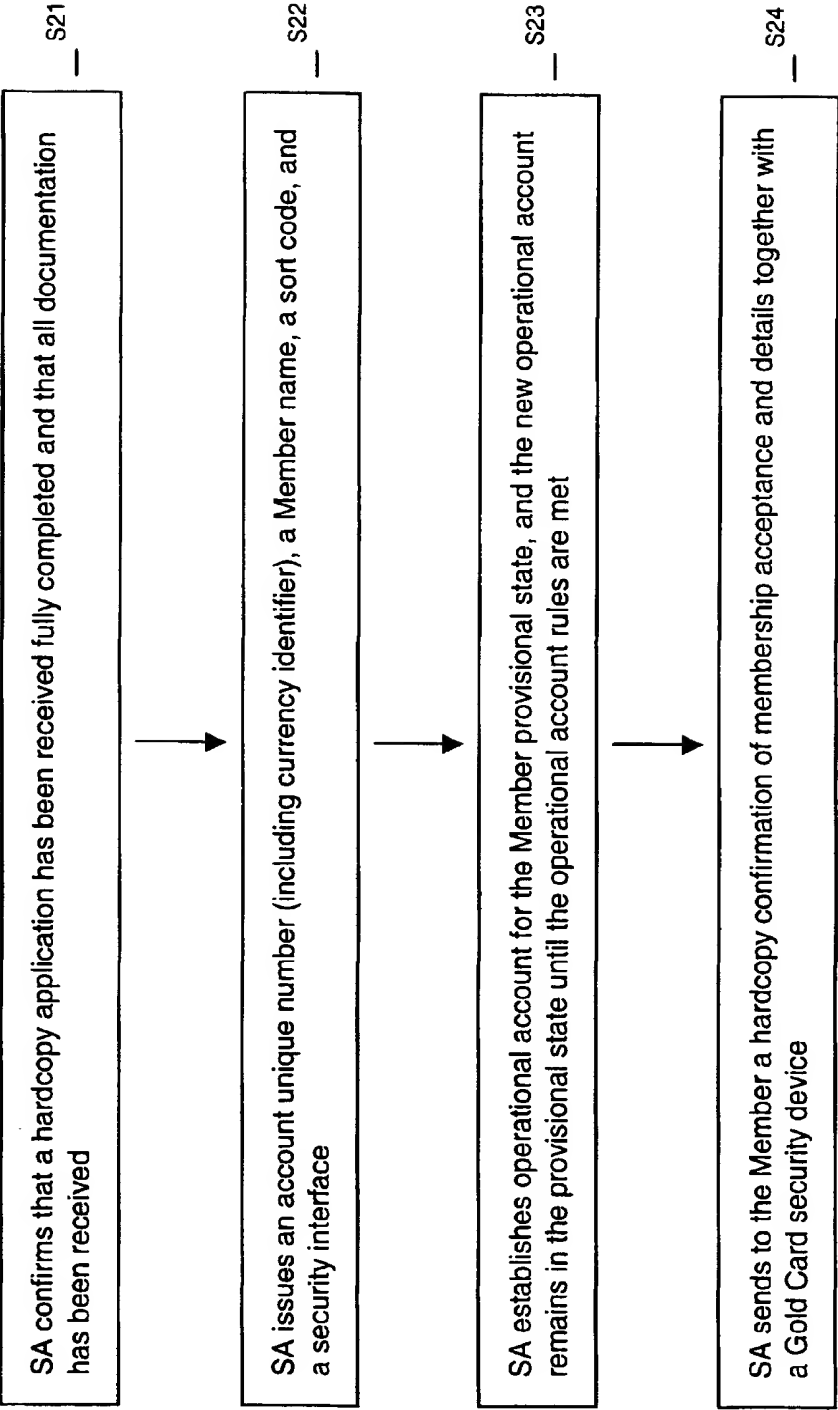 SA confirms that a hardcopy application has been received fully completed and that all documentation
has been received
S21
SA issues an account unique number (including currency identifier), a Member name, a sort code, and
a security interface
S22
SA establishes operational account for the Member provisional state, and the new operational account
remains in the provisional state until the operational account rules are met
S23
SA sends to the Member a hardcopy confirmation of membership acceptance and details together with
a Gold Card security device
S24